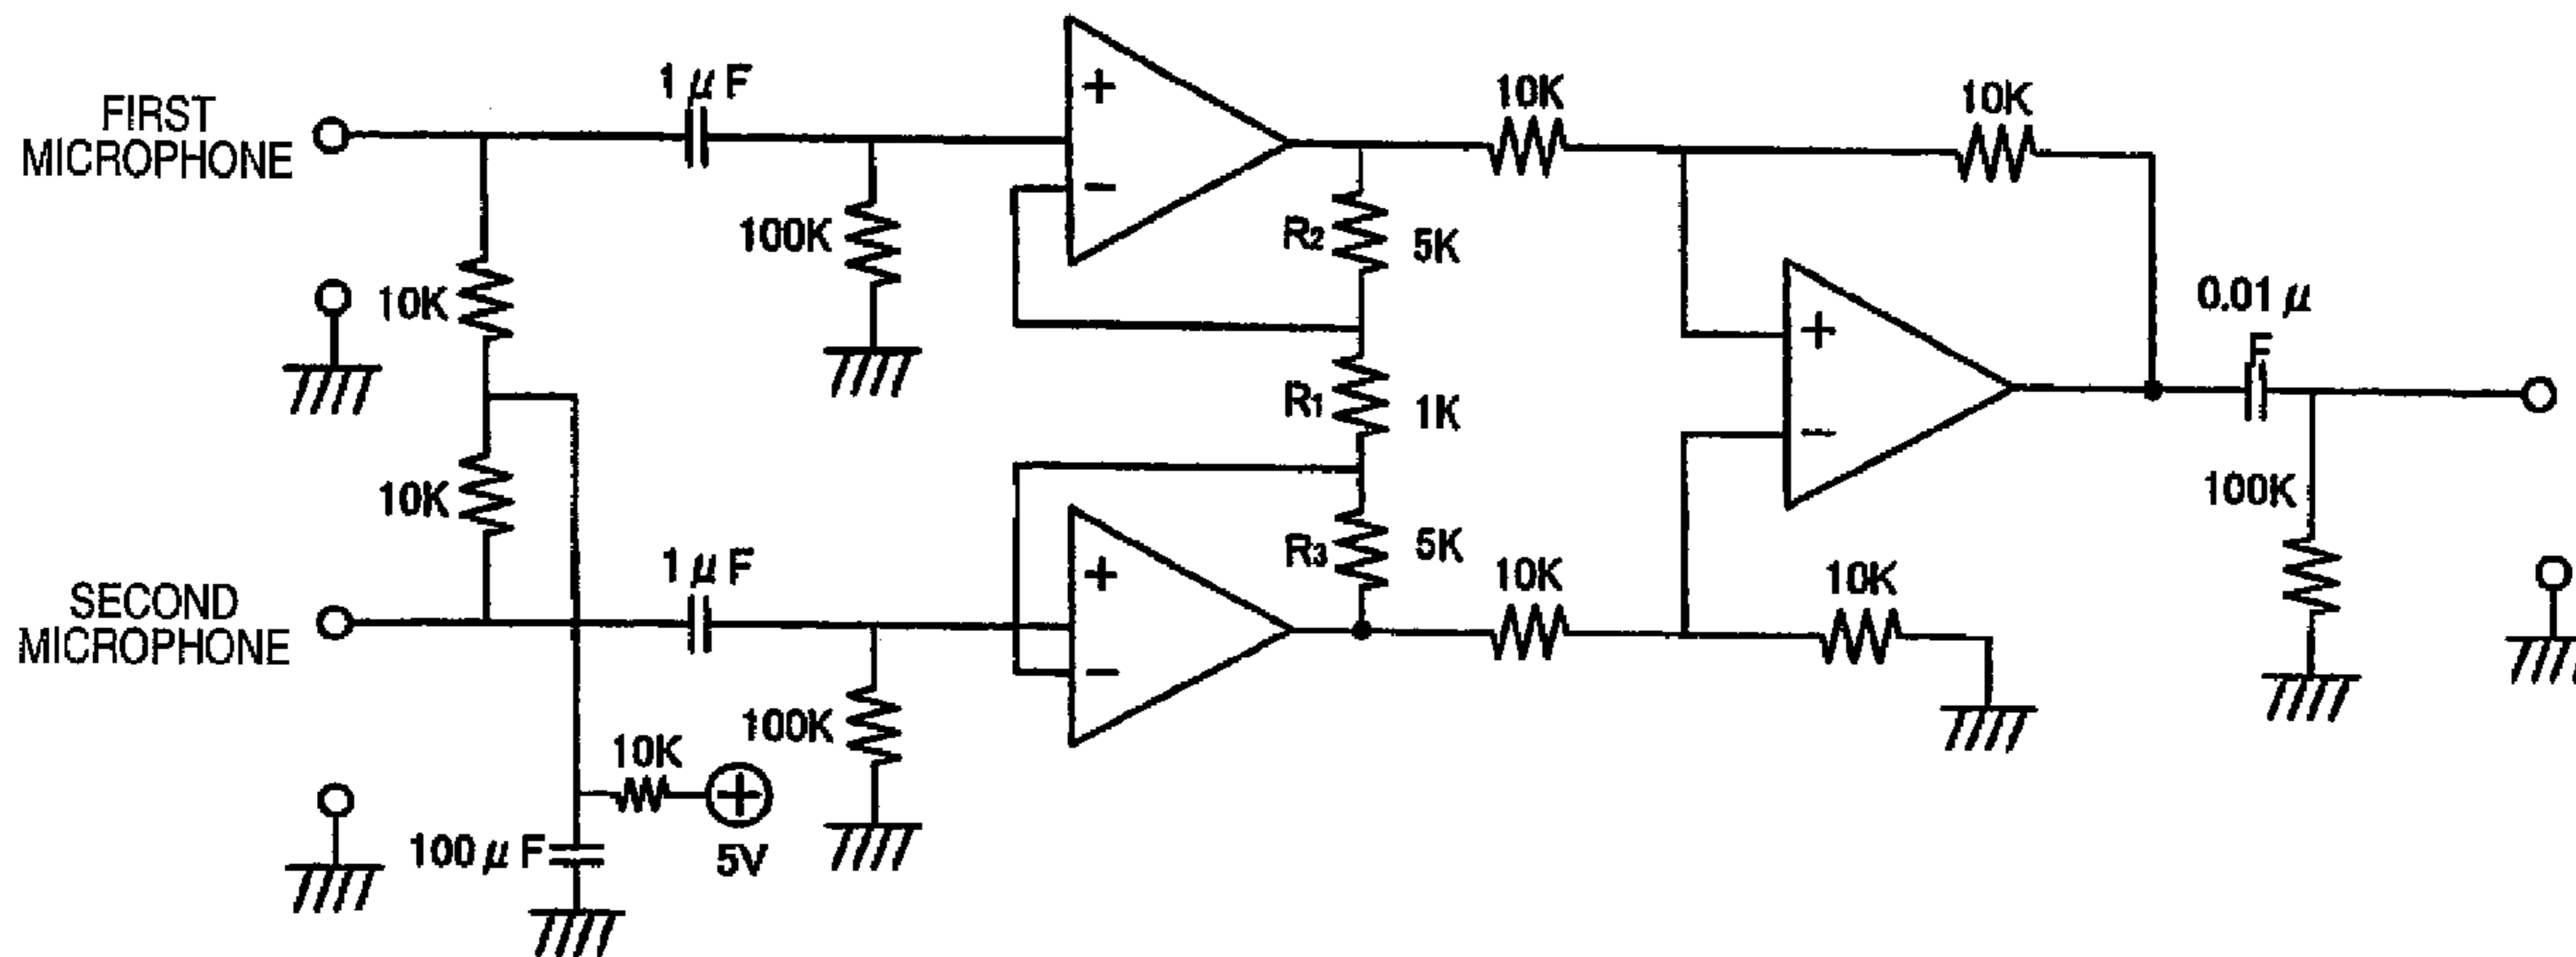 FIRST
MICROPHONE
1 μ F
+
−
10K
10K
100K
R2
5K
10K
+
−
0.01 μ
F
R1
1K
10K
100K
SECOND
MICROPHONE
1 μ F
+
−
R3
5K
10K
10K
100K
10K
+
5V
100 μ F